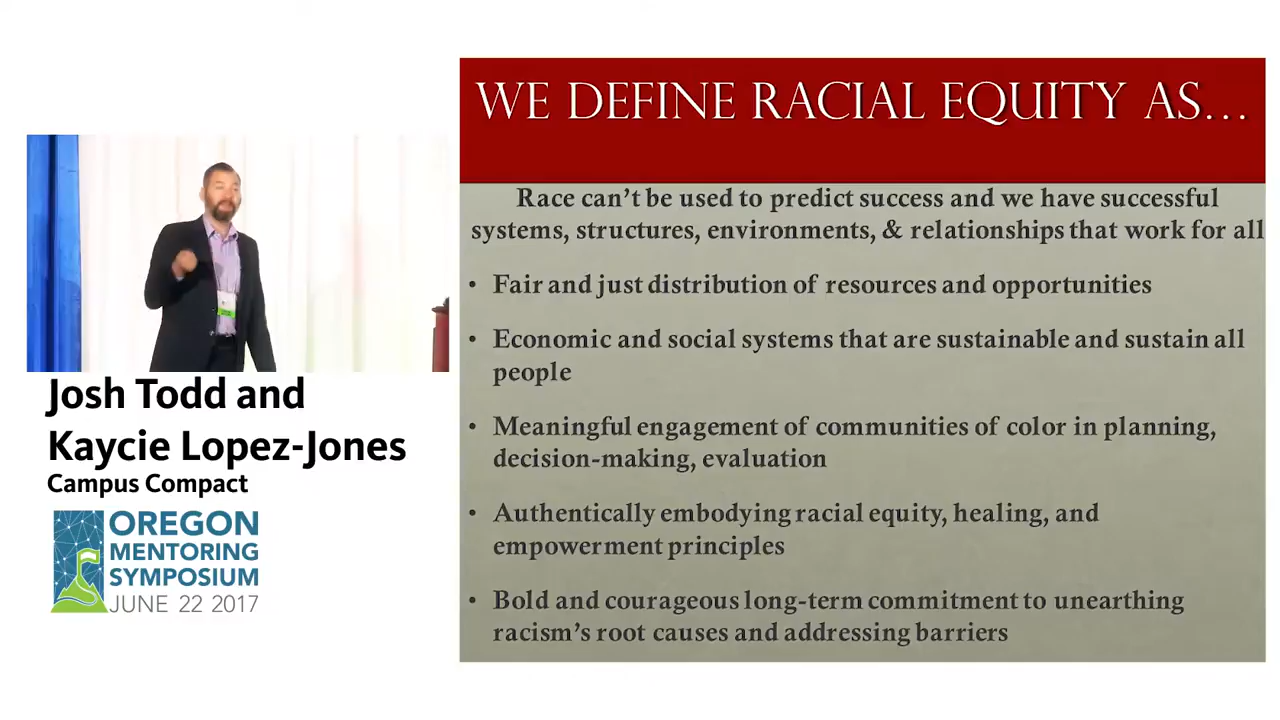 WE DEFINE RACIAL EQUITY AS…
Race can't be used to predict success and we have successful
systems, structures, environments, & relationships that work for all
• Fair and just distribution of resources and opportunities
• Economic and social systems that are sustainable and sustain all
people
• Meaningful engagement of communities of color in planning,
decision-making, evaluation
• Authentically embodying racial equity, healing, and
empowerment principles
• Bold and courageous long-term commitment to unearthing
racism's root causes and addressing barriers
Josh Todd and
Kaycie Lopez-Jones
Campus Compact
OREGON
MENTORING
SYMPOSIUM
JUNE 22 2017